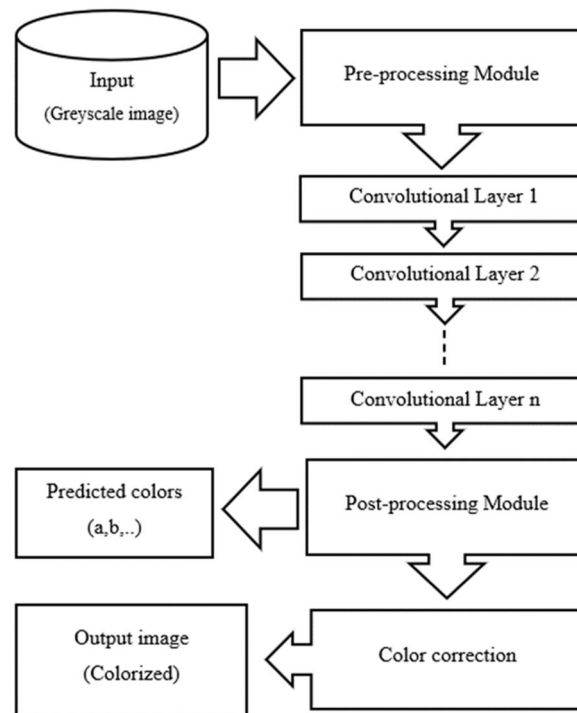 Input
(Greyscale image)
Pre-processing Module
Convolutional Layer 1
Convolutional Layer 2
Convolutional Layer n
Post-processing Module
Predicted colors
(a,b,..)
Color correction
Output image
(Colorized)